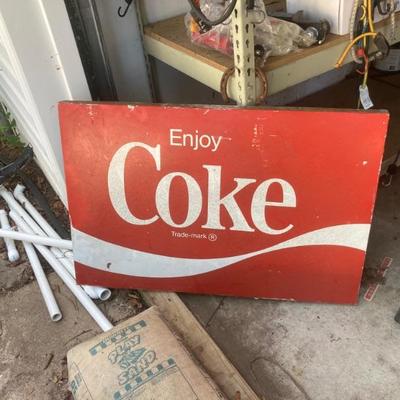 Enjoy
Coke
Trade-mark ®
PLAY
SAND